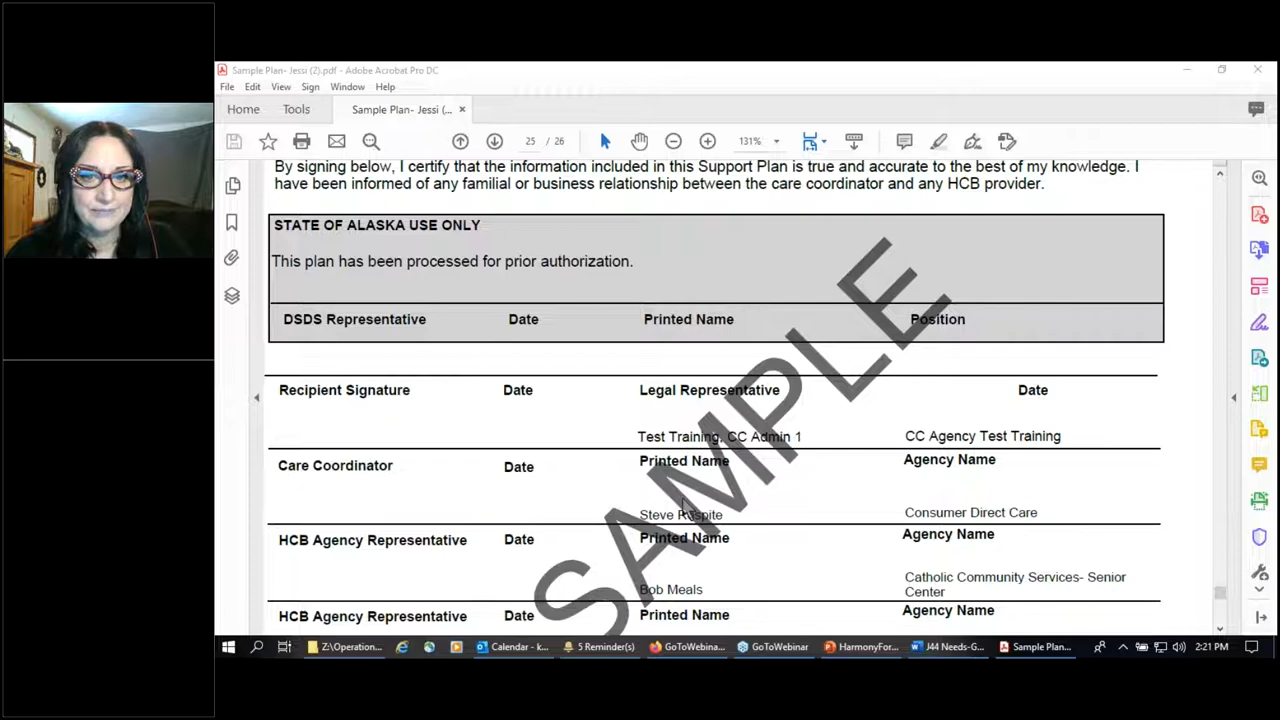 Sample Plan- Jessi (2).pdf - Adobe Acrobat Pro DC
File Edit View Sign Window Help
Home Tools Sample Plan- Jessi (... ×
25 / 26 131%
By signing below, I certify that the information included in this Support Plan is true and accurate to the best of my knowledge. I
have been informed of any familial or business relationship between the care coordinator and any HCB provider.
STATE OF ALASKA USE ONLY
This plan has been processed for prior authorization.
DSDS Representative Date Printed Name Position
Recipient Signature Date Legal Representative Date
Test Training, CC Admin 1 CC Agency Test Training
Care Coordinator Date Printed Name Agency Name
Steve Respite Consumer Direct Care
HCB Agency Representative Date Printed Name Agency Name
Bob Meals Catholic Community Services- Senior
Center
HCB Agency Representative Date Printed Name Agency Name
SAMPLE
Z:\Operation... Calendar - k... 5 Reminder(s) GoToWebina... GoToWebinar HarmonyFor... J44 Needs-G... Sample Plan... 2:21 PM